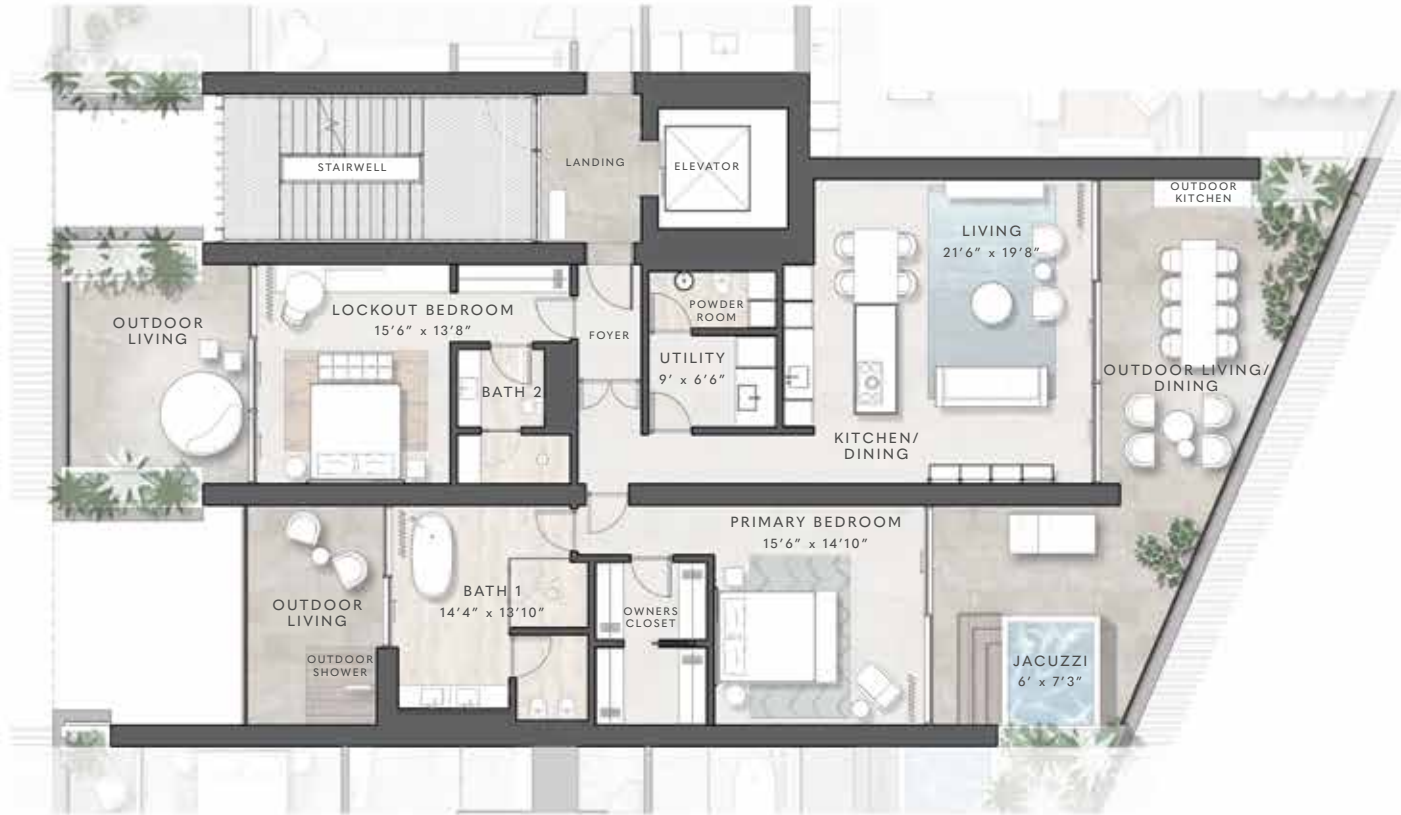 STAIRWELL
LANDING
ELEVATOR
OUTDOOR
KITCHEN
LIVING
21'6" x 19'8"
OUTDOOR
LIVING
LOCKOUT BEDROOM
15'6" x 13'8"
FOYER
POWDER
ROOM
UTILITY
9' x 6'6"
BATH 2
OUTDOOR LIVING/
DINING
KITCHEN/
DINING
PRIMARY BEDROOM
15'6" x 14'10"
OUTDOOR
LIVING
BATH 1
14'4" x 13'10"
OWNERS
CLOSET
OUTDOOR
SHOWER
JACUZZI
6' x 7'3"